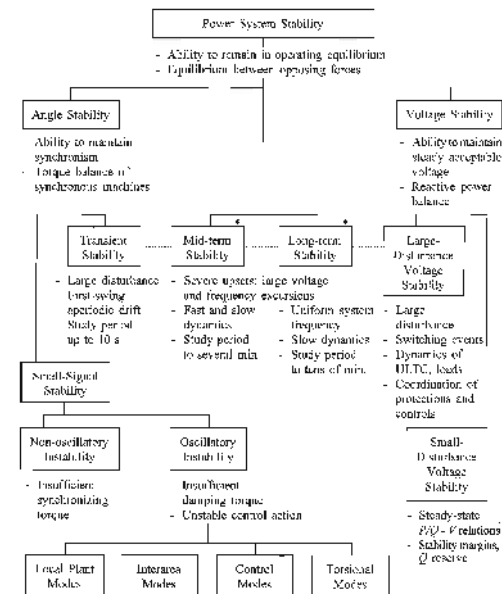 Power System Stability
- Ability to remain in operating equilibrium
- Equilibrium between opposing forces
Angle Stability
- Ability to maintain
synchronism
- Torque balance of
synchronous machines
Voltage Stability
- Ability to maintain
steady acceptable
voltage
- Reactive power
balance
Transient
Stability
- Large disturbance
- First-swing
aperiodic drift
- Study period
up to 10 s
*
Mid-term
Stability
*
Long-term
Stability
- Severe upsets; large voltage
and frequency excursions
- Fast and slow
dynamics
- Study period
to several min
- Uniform system
frequency
- Slow dynamics
- Study period
to tens of min.
Large-
Disturbance
Voltage
Stability
- Large
disturbance
- Switching events
- Dynamics of
ULTC, loads
- Coordination of
protections and
controls
Small-Signal
Stability
Non-oscillatory
Instability
- Insufficient
synchronizing
torque
Oscillatory
Instability
- Insufficient
damping torque
- Unstable control action
Small-
Disturbance
Voltage
Stability
- Steady-state
P/Q - V relations
- Stability margins,
Q reserve
Local Plant
Modes
Interarea
Modes
Control
Modes
Torsional
Modes